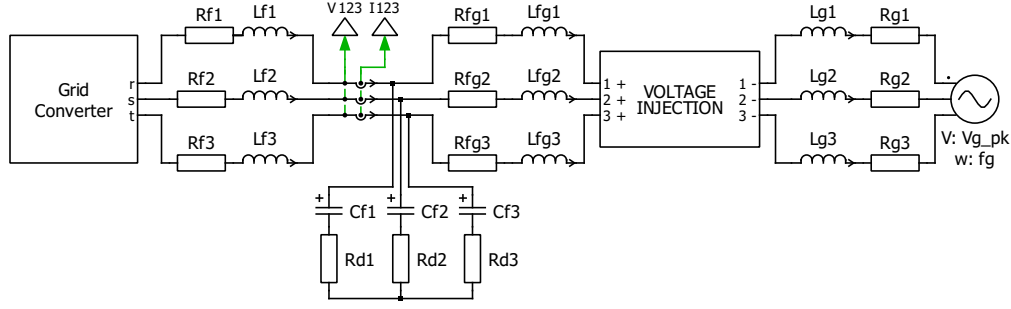 V123 I123
Rf1 Lf1 Rfg1 Lfg1 Lg1 Rg1
Grid
Converter
r
s
t
Rf2 Lf2 Rfg2 Lfg2 Lg2 Rg2
1 +
2 +
3 +
VOLTAGE
INJECTION
1 -
2 -
3 -
Rf3 Lf3 Rfg3 Lfg3 Lg3 Rg3
V: Vg_pk
w: fg
+ Cf1 + Cf2 + Cf3
Rd1 Rd2 Rd3